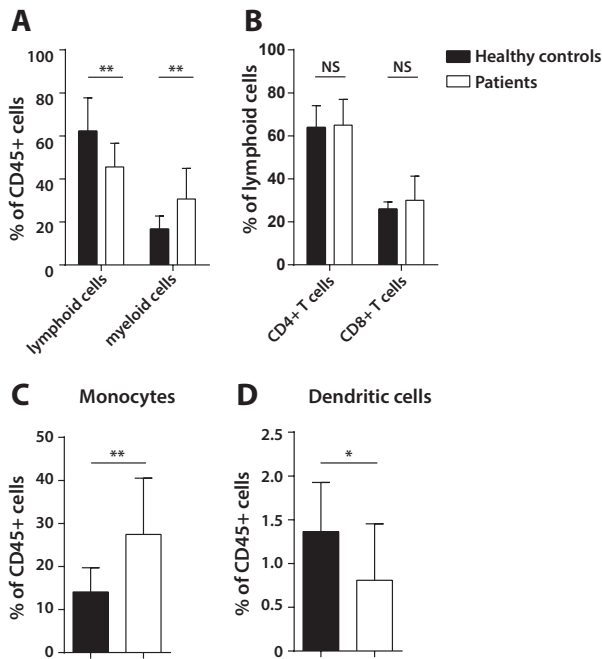 A
B
Healthy controls
Patients
100
80
60
40
20
0
% of CD45+ cells
**
**
lymphoid cells
myeloid cells
100
80
60
40
20
0
% of lymphoid cells
NS
NS
CD4+ T cells
CD8+ T cells
C
Monocytes
D
Dendritic cells
50
40
30
20
10
0
% of CD45+ cells
**
2.5
2.0
1.5
1.0
0.5
0
% of CD45+ cells
*